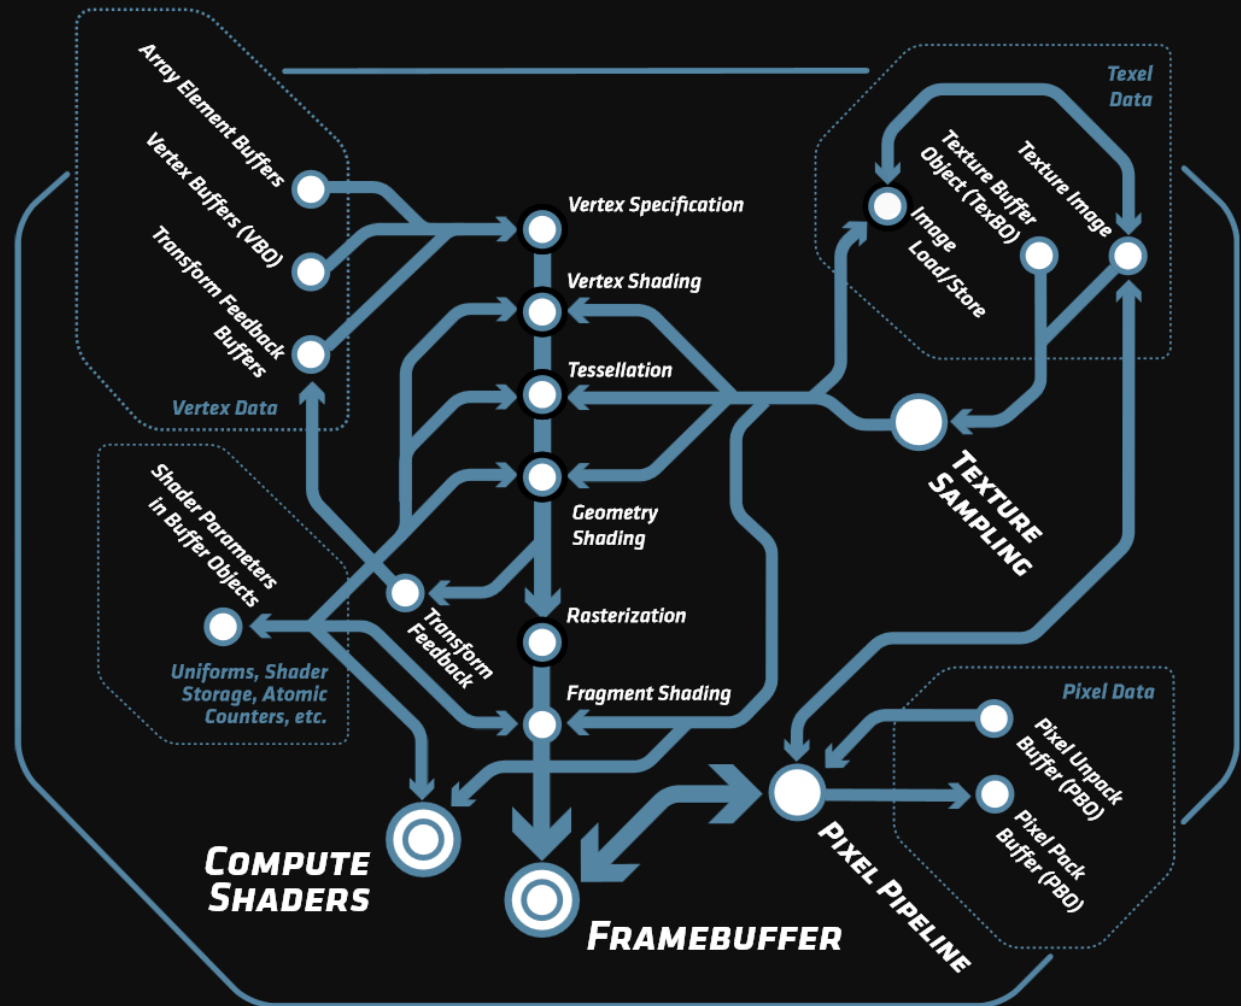 Array Element Buffers
Vertex Buffers (VBO)
Transform Feedback
Buffers
Vertex Data
Vertex Specification
Vertex Shading
Tessellation
Geometry
Shading
Rasterization
Fragment Shading
Texel
Data
Texture Buffer
Object (TexBO)
Texture Image
Image
Load/Store
TEXTURE
SAMPLING
Shader Parameters
in Buffer Objects
Uniforms, Shader
Storage, Atomic
Counters, etc.
Transform
Feedback
Pixel Data
Pixel Unpack
Buffer (PBO)
Pixel Pack
Buffer (PBO)
PIXEL PIPELINE
COMPUTE
SHADERS
FRAMEBUFFER